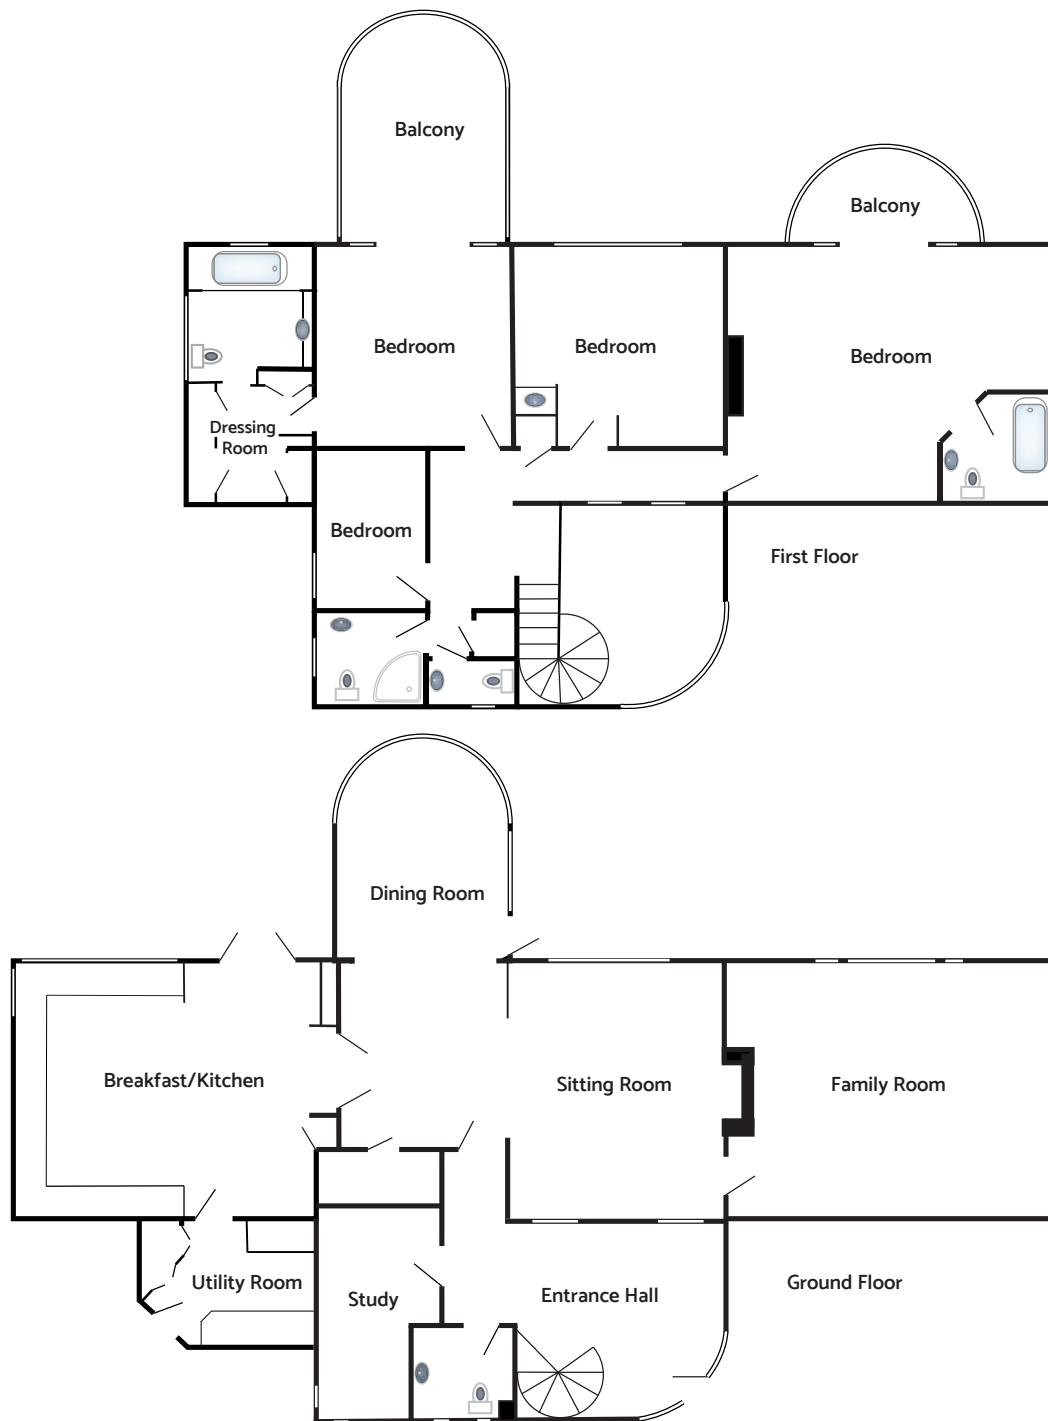 Balcony
Balcony
Bedroom
Bedroom
Bedroom
Dressing
Room
Bedroom
First Floor
Dining Room
Breakfast/Kitchen
Sitting Room
Family Room
Utility Room
Study
Entrance Hall
Ground Floor